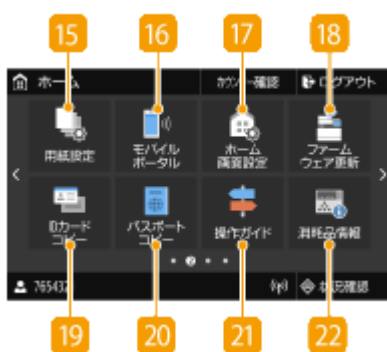 15 16 17 18
ホーム カウンター確認 ログアウト
用紙設定
モバイル
ポータル
ホーム
画面設定
ファーム
ウェア更新
IDカード
コピー
パスポート
コピー
操作ガイド
消耗品情報
2
765432 状況確認
19 20 21 22